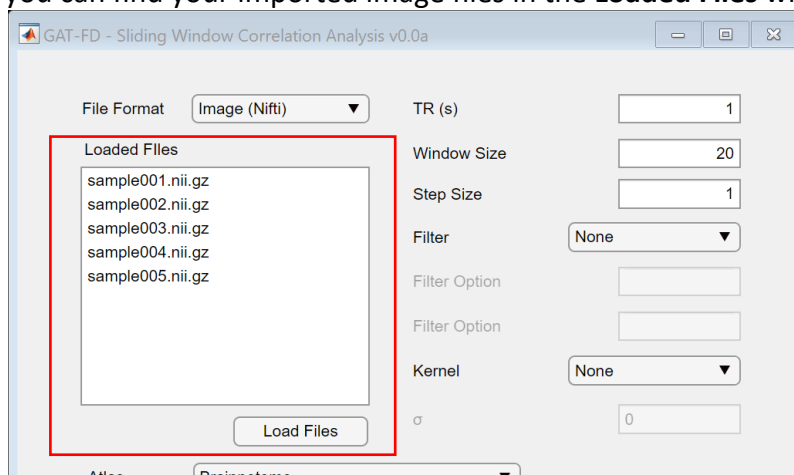 you can find your imported image files in the Loaded Files wi
GAT-FD - Sliding Window Correlation Analysis v0.0a
File Format Image (Nifti) TR (s) 1
Loaded FIles Window Size 20
sample001.nii.gz
sample002.nii.gz Step Size 1
sample003.nii.gz Filter None
sample004.nii.gz
sample005.nii.gz Filter Option
Filter Option
Kernel None
Load Files σ 0
Atlas Brainnetome